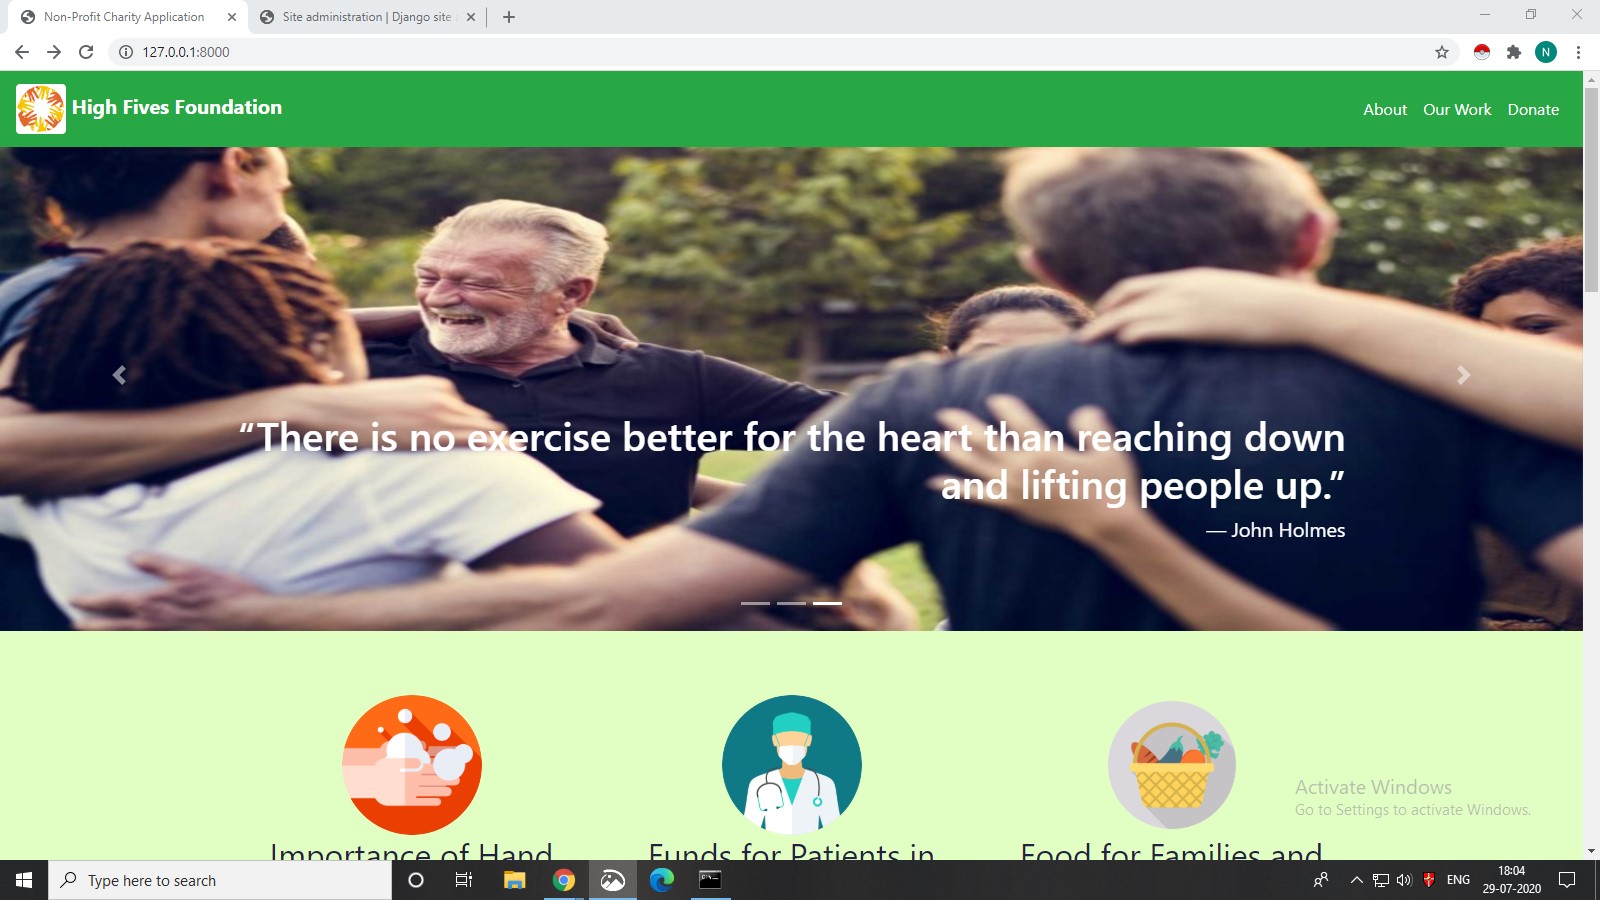 Non-Profit Charity Application
Site administration | Django site
127.0.0.1:8000
N
High Fives Foundation
About Our Work Donate
“There is no exercise better for the heart than reaching down
and lifting people up.”
— John Holmes
Activate Windows
Go to Settings to activate Windows.
Importance of Hand
Funds for Patients in
Food for Families and
Type here to search
ENG
18:04
29-07-2020